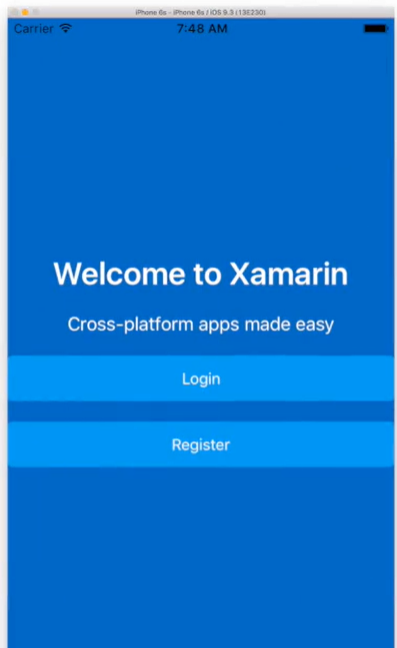 iPhone 6s - iPhone 6s / iOS 9.3 (13E230)
Carrier 7:48 AM
Welcome to Xamarin
Cross-platform apps made easy
Login
Register